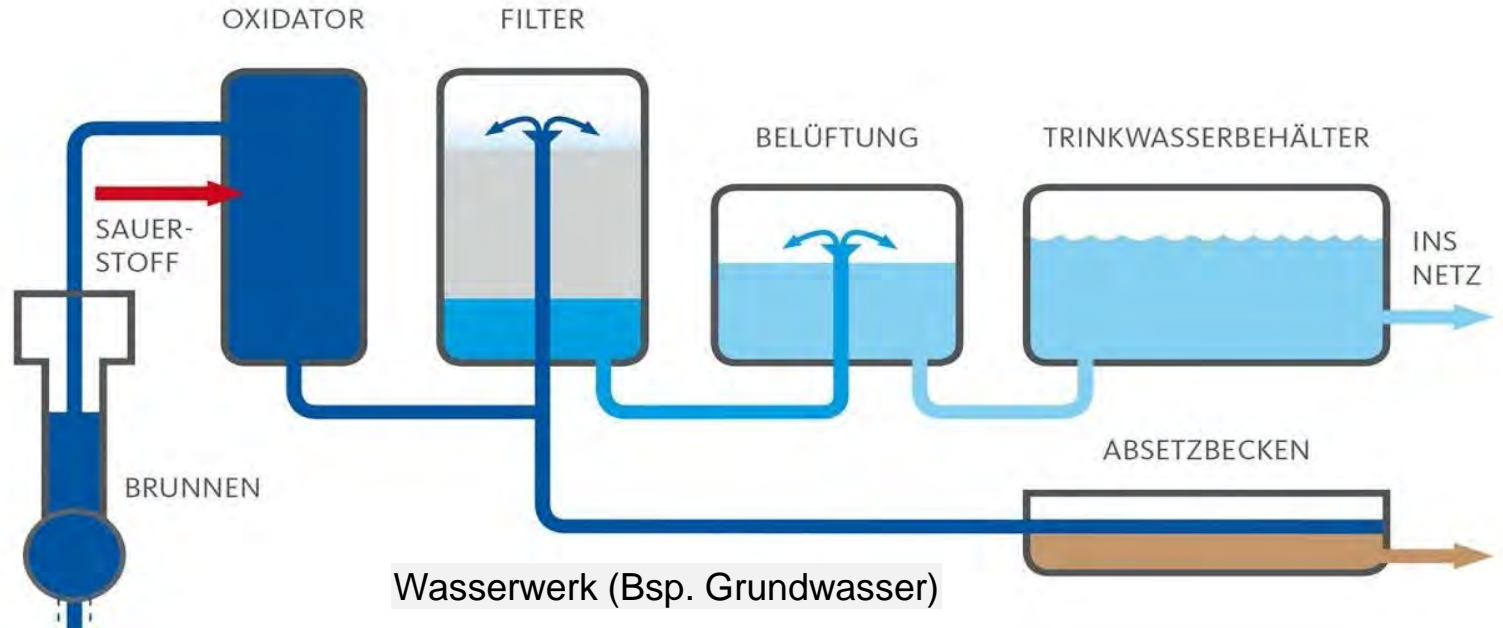 OXIDATOR
FILTER
BELÜFTUNG
TRINKWASSERBEHÄLTER
SAUER-
STOFF
INS
NETZ
ABSETZBECKEN
BRUNNEN
Wasserwerk (Bsp. Grundwasser)